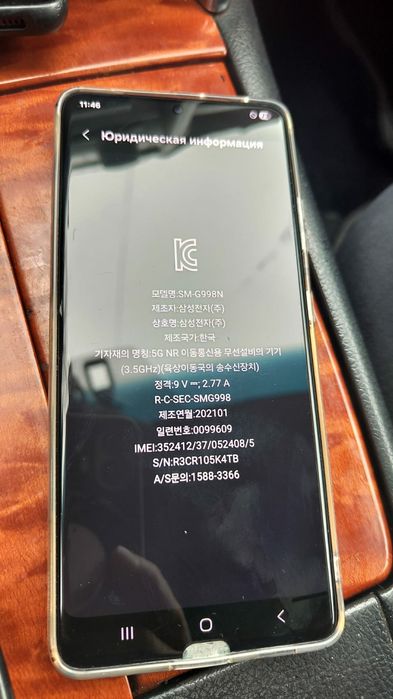 11:46
Юридическая информация
모델명:SM-G998N
제조자:삼성전자(주)
상호명:삼성전자(주)
제조국가:한국
기자재의 명칭:5G NR 이동통신용 무선설비의 기기
(3.5GHz)(육상이동국의 송수신장치)
정격:9 V ⎓; 2.77 A
R-C-SEC-SMG998
제조연월:202101
일련번호:0099609
IMEI:352412/37/052408/5
S/N:R3CR105K4TB
A/S문의:1588-3366